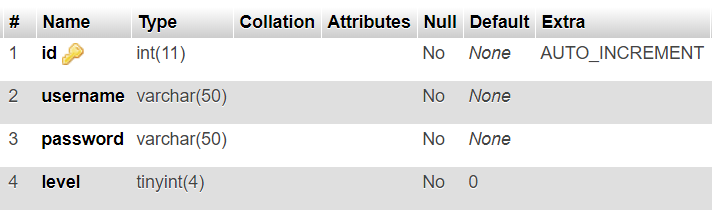 # Name Type Collation Attributes Null Default Extra
1 id int(11) No None AUTO_INCREMENT
2 username varchar(50) No None
3 password varchar(50) No None
4 level tinyint(4) No 0